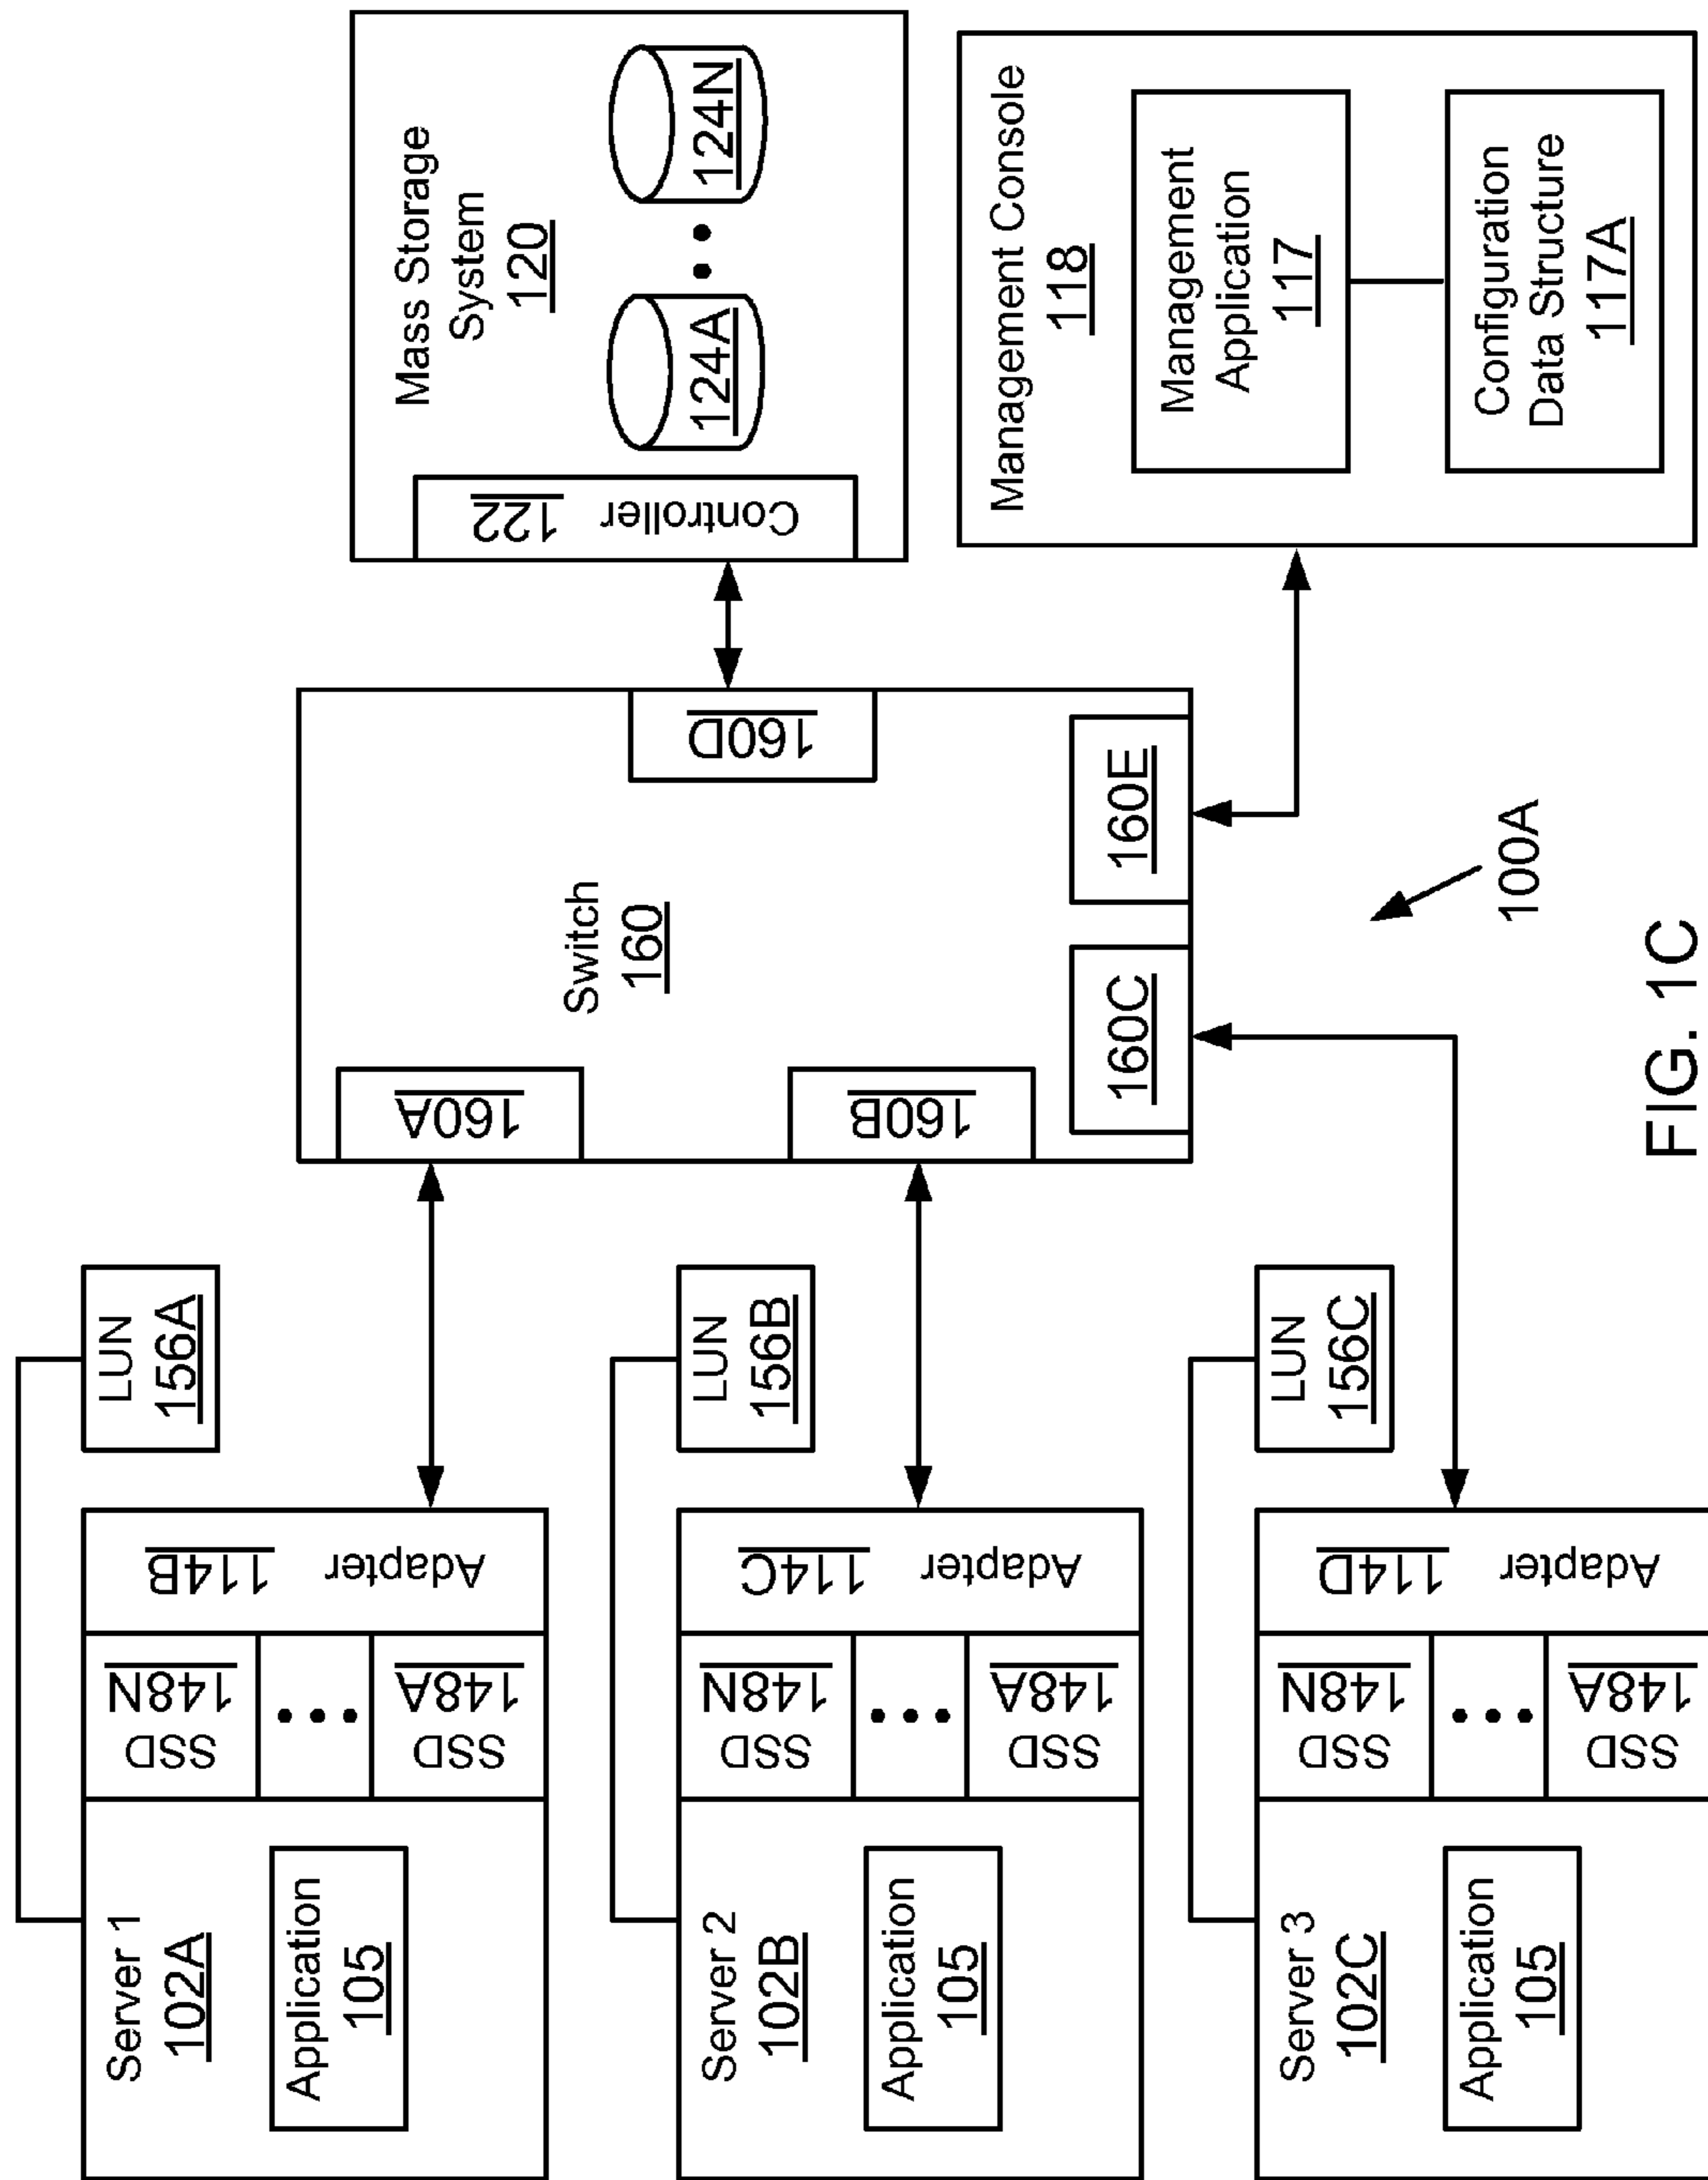 Server 1
102A
Application
105
SSD
148N
• • •
SSD
148A
Adapter
114B
LUN
156A
Server 2
102B
Application
105
SSD
148N
• • •
SSD
148A
Adapter
114C
LUN
156B
Server 3
102C
Application
105
SSD
148N
• • •
SSD
148A
Adapter
114D
LUN
156C
Switch
160
160A
160B
160C
160D
160E
Mass Storage
System
120
Controller
122
124A
• •
124N
Management Console
118
Management
Application
117
Configuration
Data Structure
117A
100A
FIG. 1C